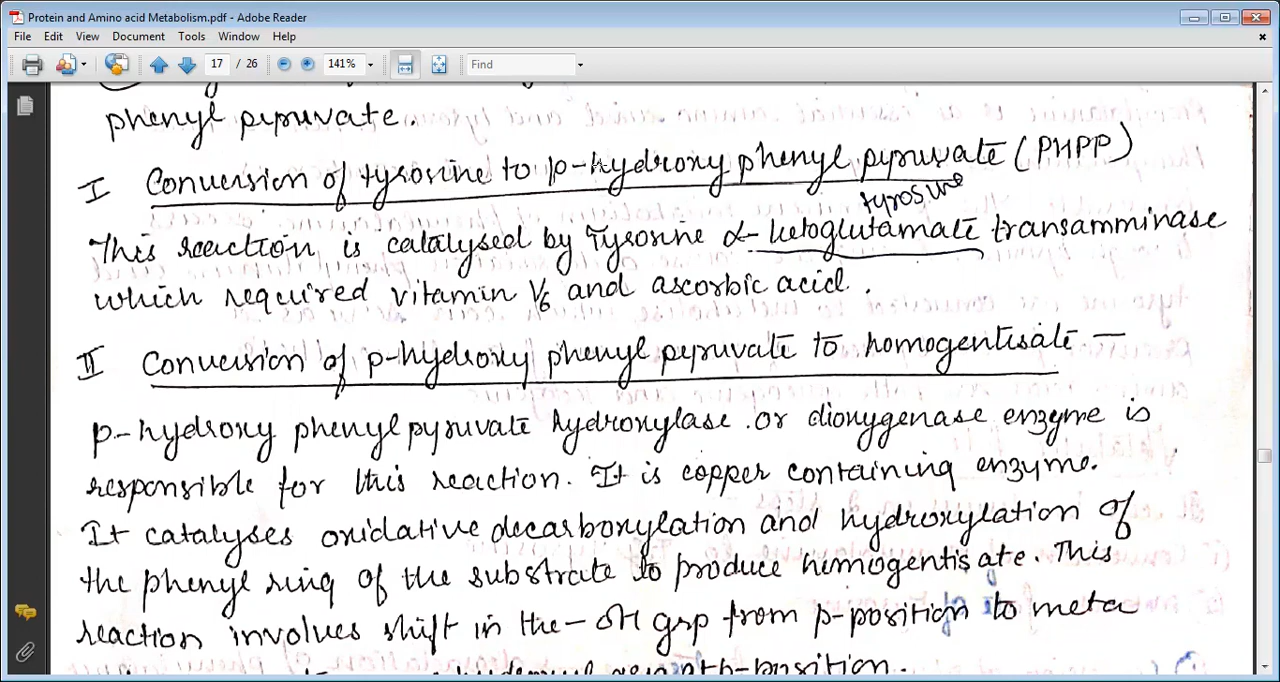 Protein and Amino acid Metabolism.pdf - Adobe Reader
File Edit View Document Tools Window Help
17 / 26 141% Find
phenyl pyruvate.
I Conversion of tyrosine to p-hydroxy phenyl pyruvate (PHPP)
tyrosine
This reaction is catalysed by Tyrosine α-ketoglutamate transamminase
which required vitamin V6 and ascorbic acid.
II Conversion of p-hydroxy phenyl pyruvate to homogentisate —
p-hydroxy phenylpyruvate hydroxylase or dioxygenase enzyme is
responsible for this reaction. It is copper containing enzyme.
It catalyses oxidative decarboxylation and hydroxylation of
the phenyl ring of the substrate to produce homogentisate. This
reaction involves shift in the -OH grp from p-position to meta
position.